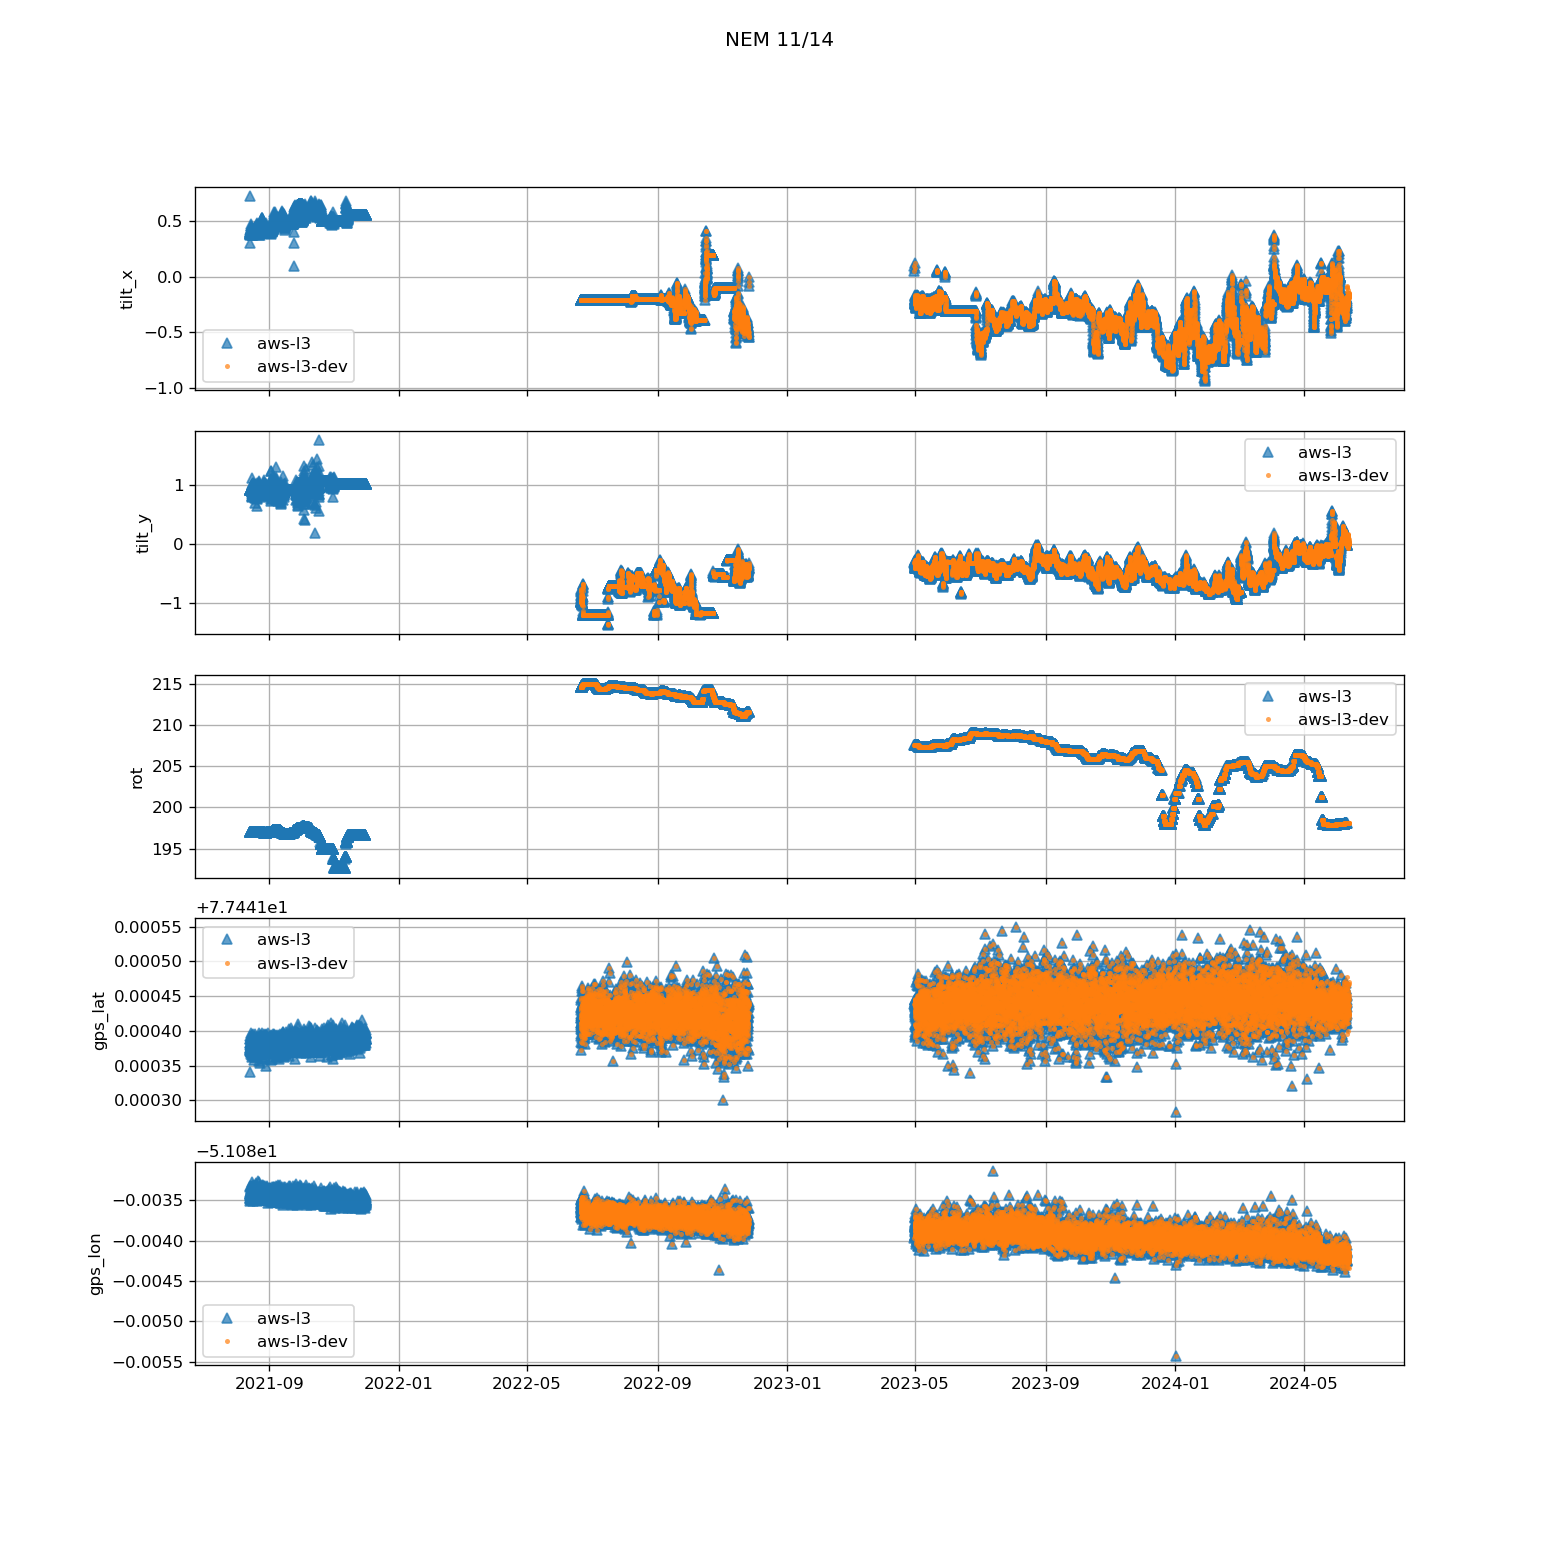 NEM 11/14
tilt_x
0.5
0.0
−0.5
−1.0
aws-l3
aws-l3-dev
tilt_y
1
0
−1
aws-l3
aws-l3-dev
rot
215
210
205
200
195
aws-l3
aws-l3-dev
+7.7441e1
gps_lat
0.00055
0.00050
0.00045
0.00040
0.00035
0.00030
aws-l3
aws-l3-dev
−5.108e1
gps_lon
−0.0035
−0.0040
−0.0045
−0.0050
−0.0055
aws-l3
aws-l3-dev
2021-09 2022-01 2022-05 2022-09 2023-01 2023-05 2023-09 2024-01 2024-05